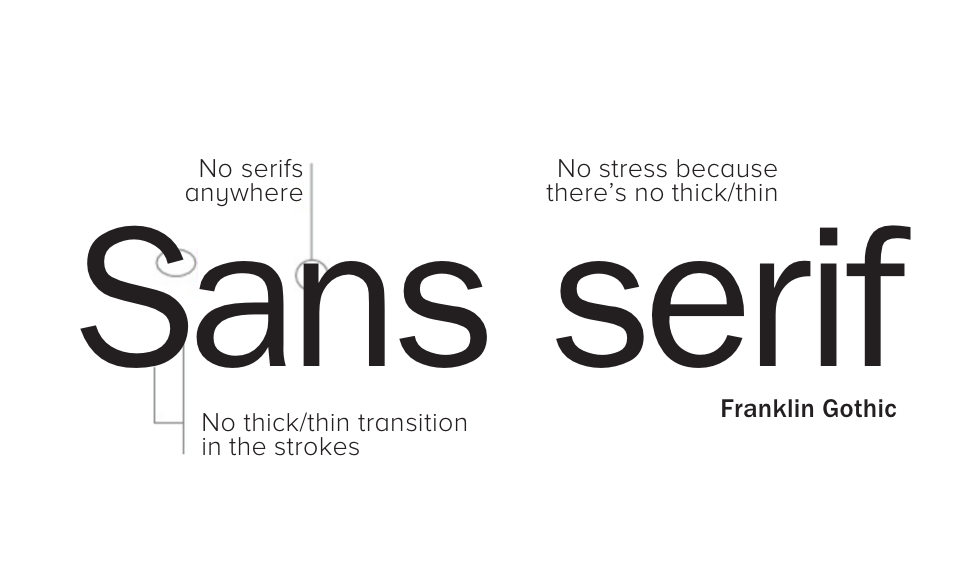 No serifs
anywhere
No stress because
there's no thick/thin
Sans serif
Franklin Gothic
No thick/thin transition
in the strokes